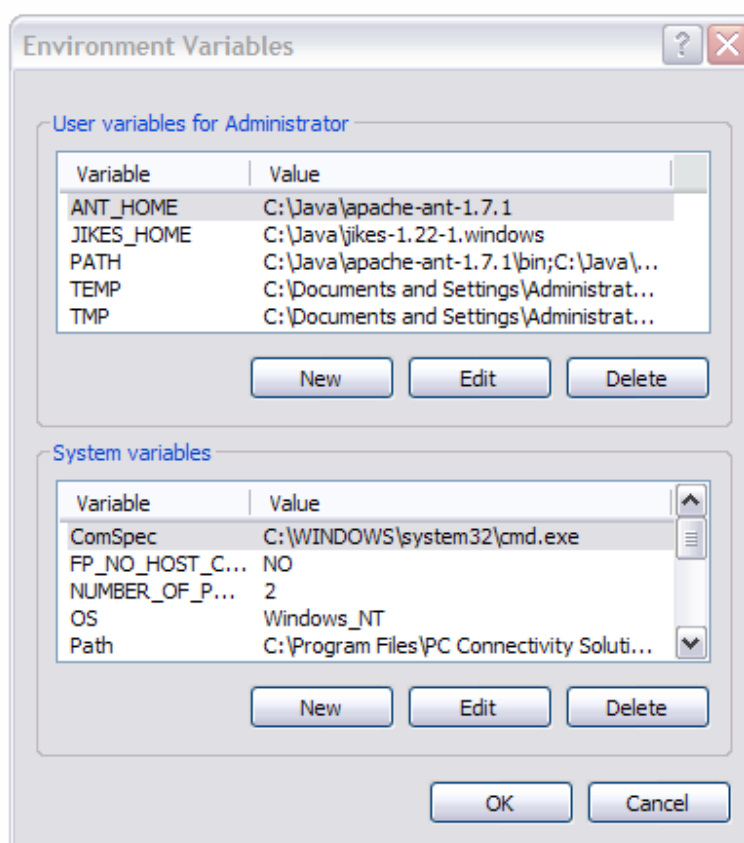 Environment Variables
User variables for Administrator
Variable Value
ANT_HOME C:\Java\apache-ant-1.7.1
JIKES_HOME C:\Java\jikes-1.22-1.windows
PATH C:\Java\apache-ant-1.7.1\bin;C:\Java\...
TEMP C:\Documents and Settings\Administrat...
TMP C:\Documents and Settings\Administrat...
New Edit Delete
System variables
Variable Value
ComSpec C:\WINDOWS\system32\cmd.exe
FP_NO_HOST_C... NO
NUMBER_OF_P... 2
OS Windows_NT
Path C:\Program Files\PC Connectivity Soluti...
New Edit Delete
OK Cancel